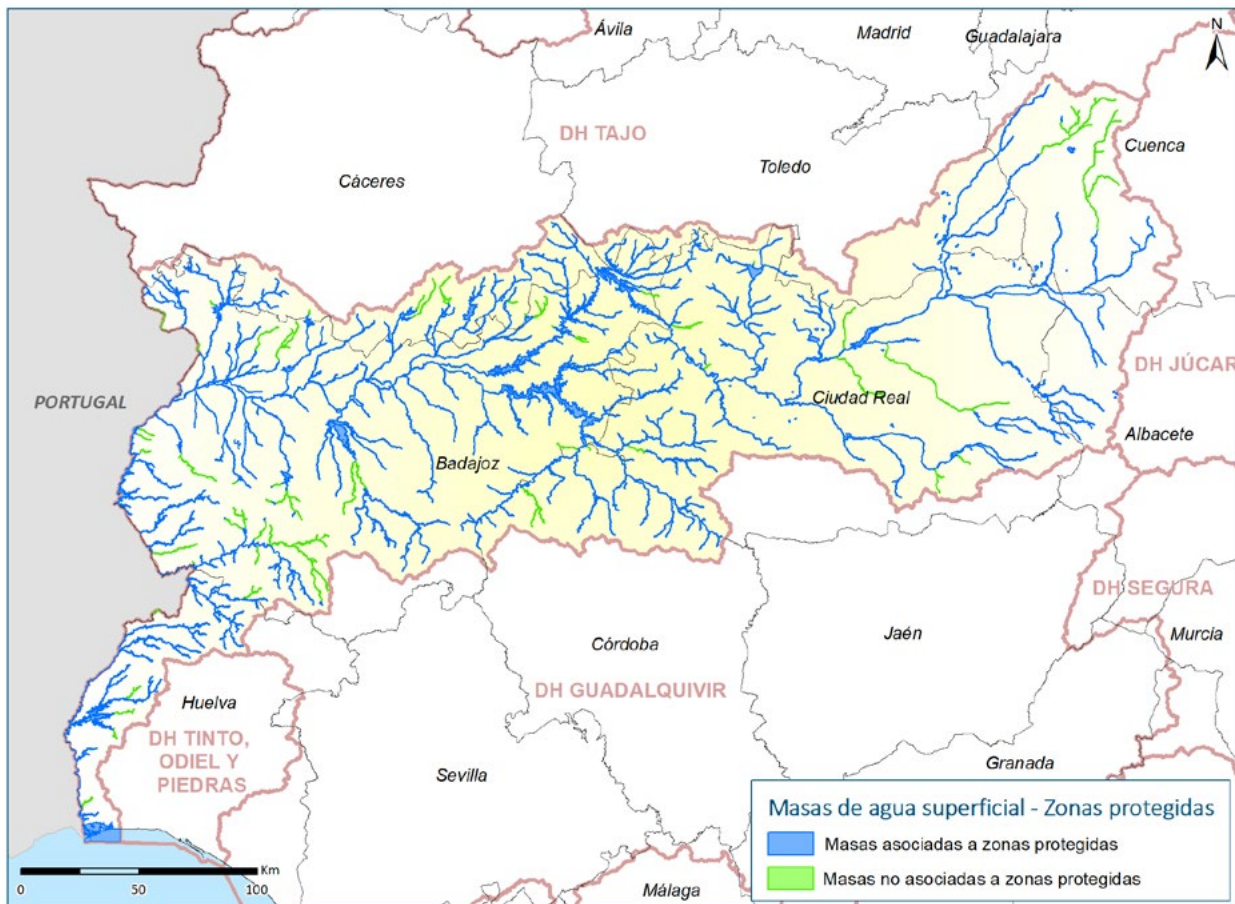 Ávila
Madrid
Guadalajara
N
DH TAJO
Cuenca
Toledo
Cáceres
PORTUGAL
DH JÚCAR
Ciudad Real
Albacete
Badajoz
DH SEGURA
Murcia
Jaén
Córdoba
DH GUADALQUIVIR
Huelva
DH TINTO,
ODIEL Y
PIEDRAS
Sevilla
Granada
Málaga
Masas de agua superficial - Zonas protegidas
Masas asociadas a zonas protegidas
Masas no asociadas a zonas protegidas
Km
0 50 100